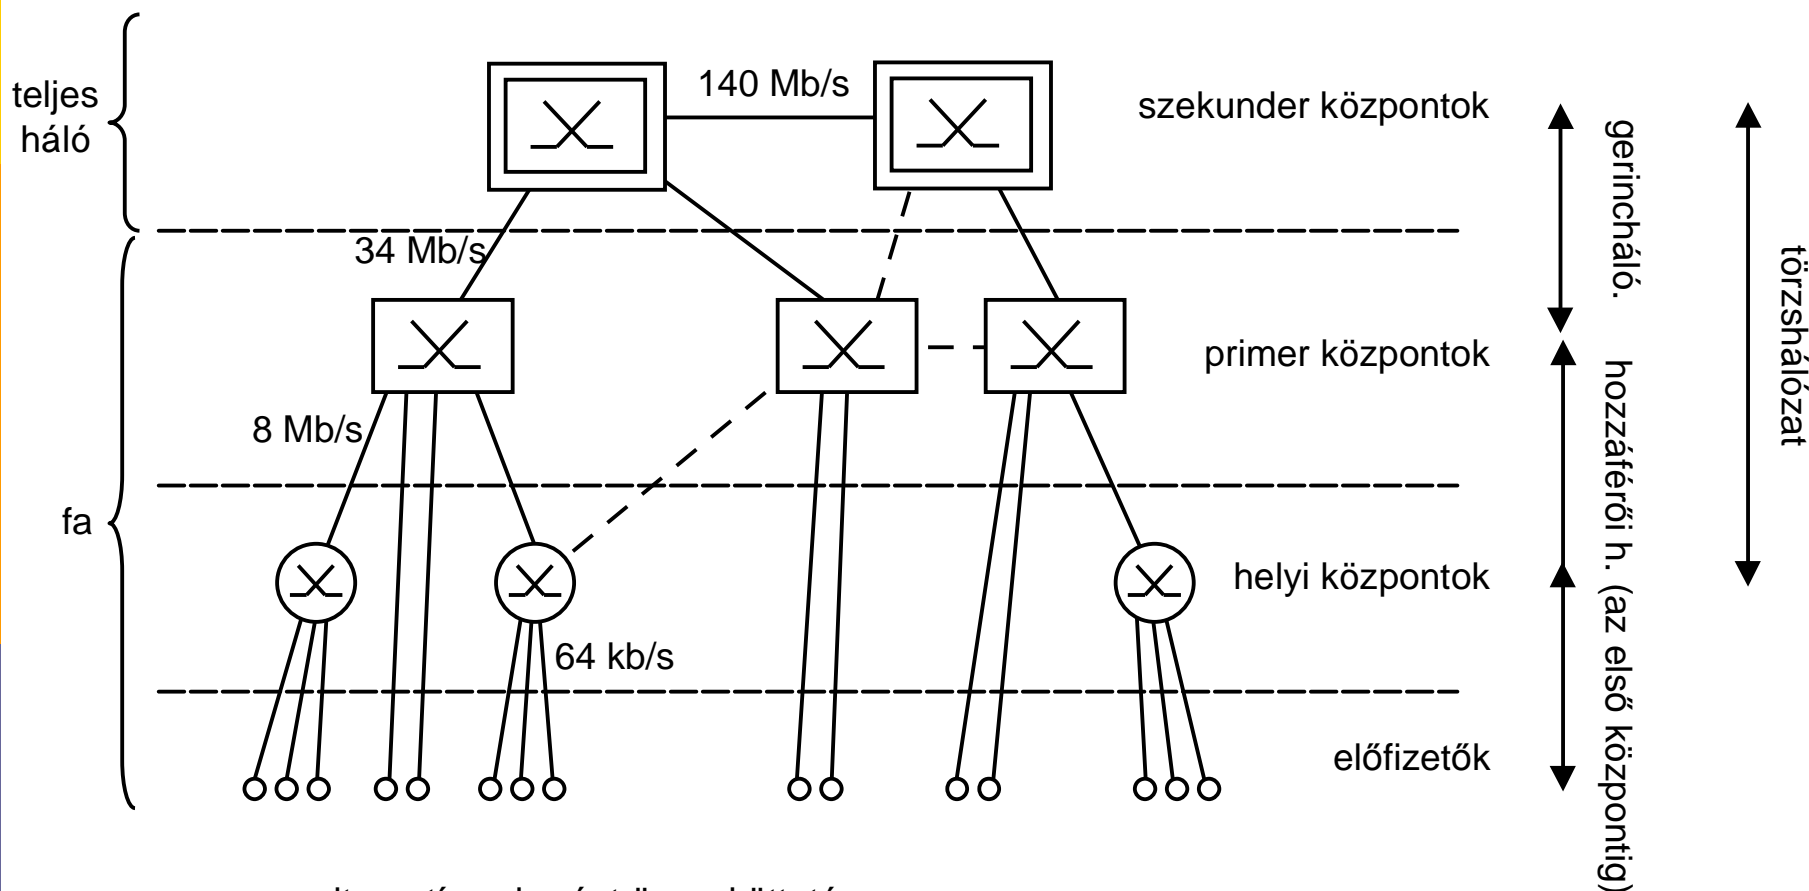 teljes
háló
140 Mb/s
szekunder központok
34 Mb/s
primer központok
8 Mb/s
fa
helyi központok
64 kb/s
előfizetők
gerincháló.
hozzáférői h. (az első központig)
törzshálózat